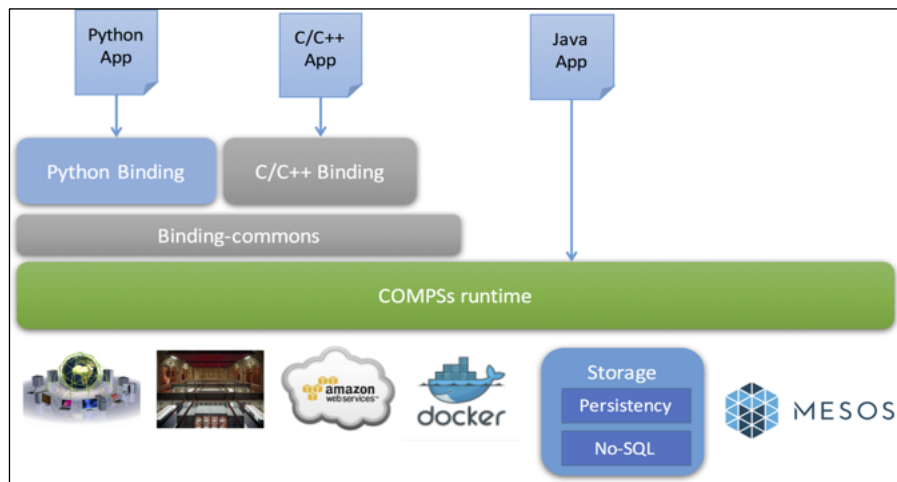 Python
App
C/C++
App
Java
App
Python Binding
C/C++ Binding
Binding-commons
COMPSs runtime
amazon
webservices™
docker
Storage
Persistency
No-SQL
MESOS